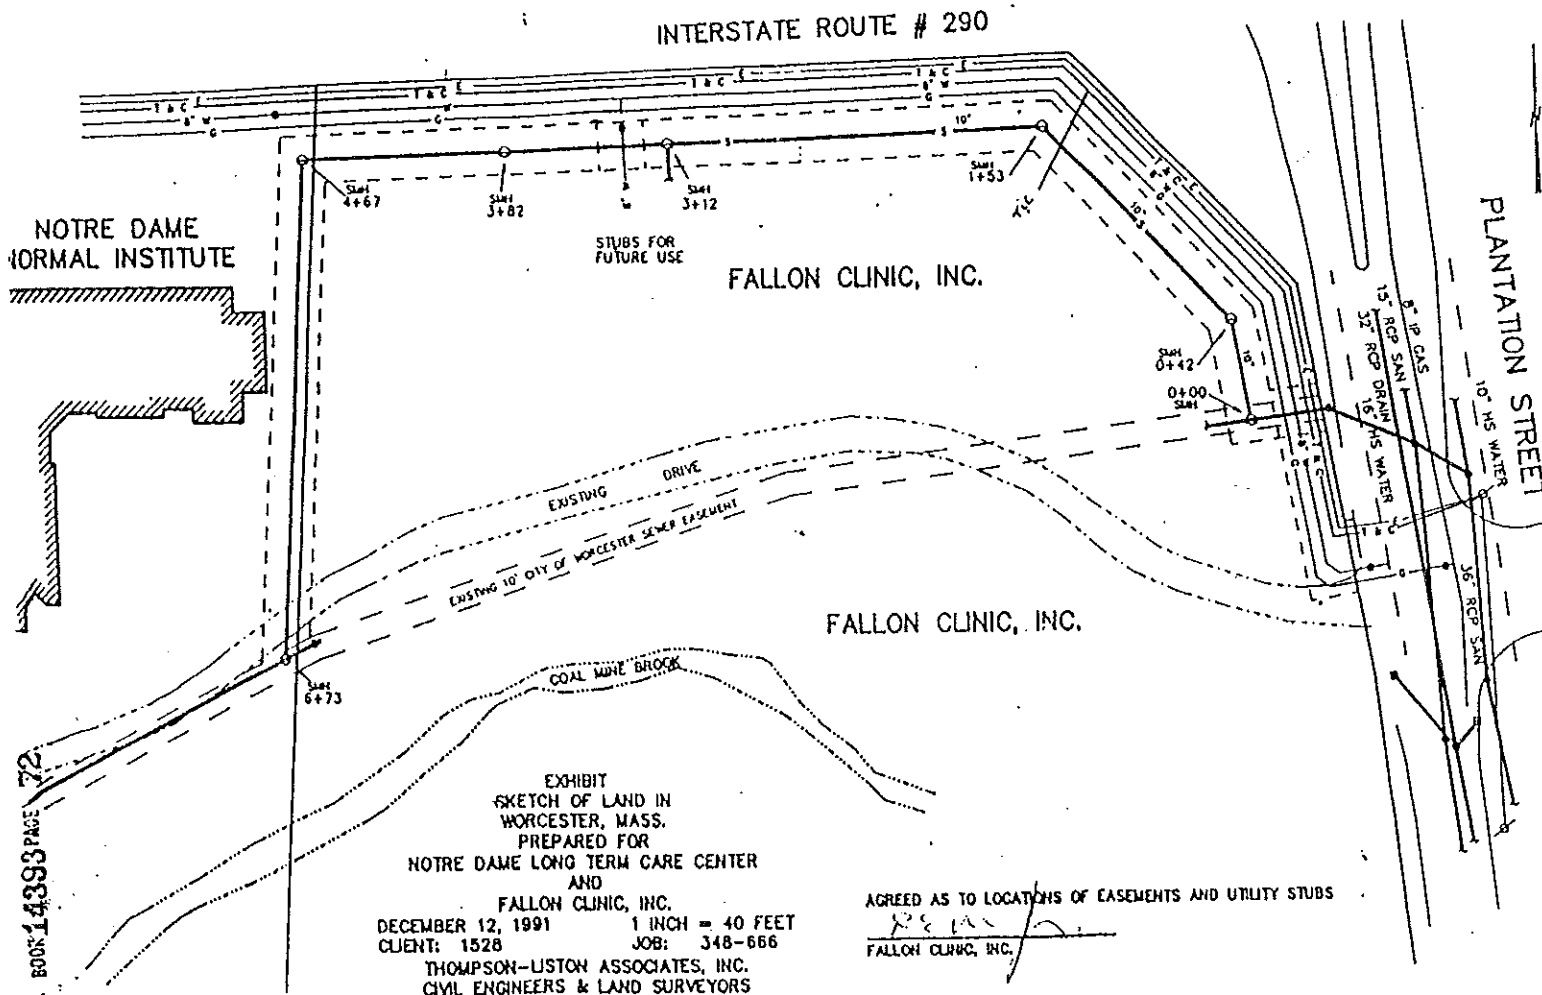 INTERSTATE ROUTE # 290
T & C E
T & C E
T & C E
T & C E
8" W
W
W
8" W
G
G
G
S
S
10"
SMH
4+67
SMH
3+82
SMH
3+12
SMH
1+53
NOTRE DAME
NORMAL INSTITUTE
STUBS FOR
FUTURE USE
FALLON CLINIC, INC.
10"
S
T&C
PLANTATION STREET
8" IP GAS
15" RCP SAN
32" RCP DRAIN
16" HS WATER
10" HS WATER
36" RCP SAN
SMH
0+42
10"
0+00
SMH
EXISTING DRIVE
EXISTING 10' CITY OF WORCESTER SEWER EASEMENT
T & C E
G
FALLON CLINIC, INC.
COAL MINE BROOK
SMH
6+73
BOOK 14393 PAGE 72
EXHIBIT
SKETCH OF LAND IN
WORCESTER, MASS.
PREPARED FOR
NOTRE DAME LONG TERM CARE CENTER
AND
FALLON CLINIC, INC.
DECEMBER 12, 1991 1 INCH = 40 FEET
CLIENT: 1528 JOB: 348-666
THOMPSON-LISTON ASSOCIATES, INC.
CIVIL ENGINEERS & LAND SURVEYORS
AGREED AS TO LOCATIONS OF EASEMENTS AND UTILITY STUBS
FALLON CLINIC, INC.